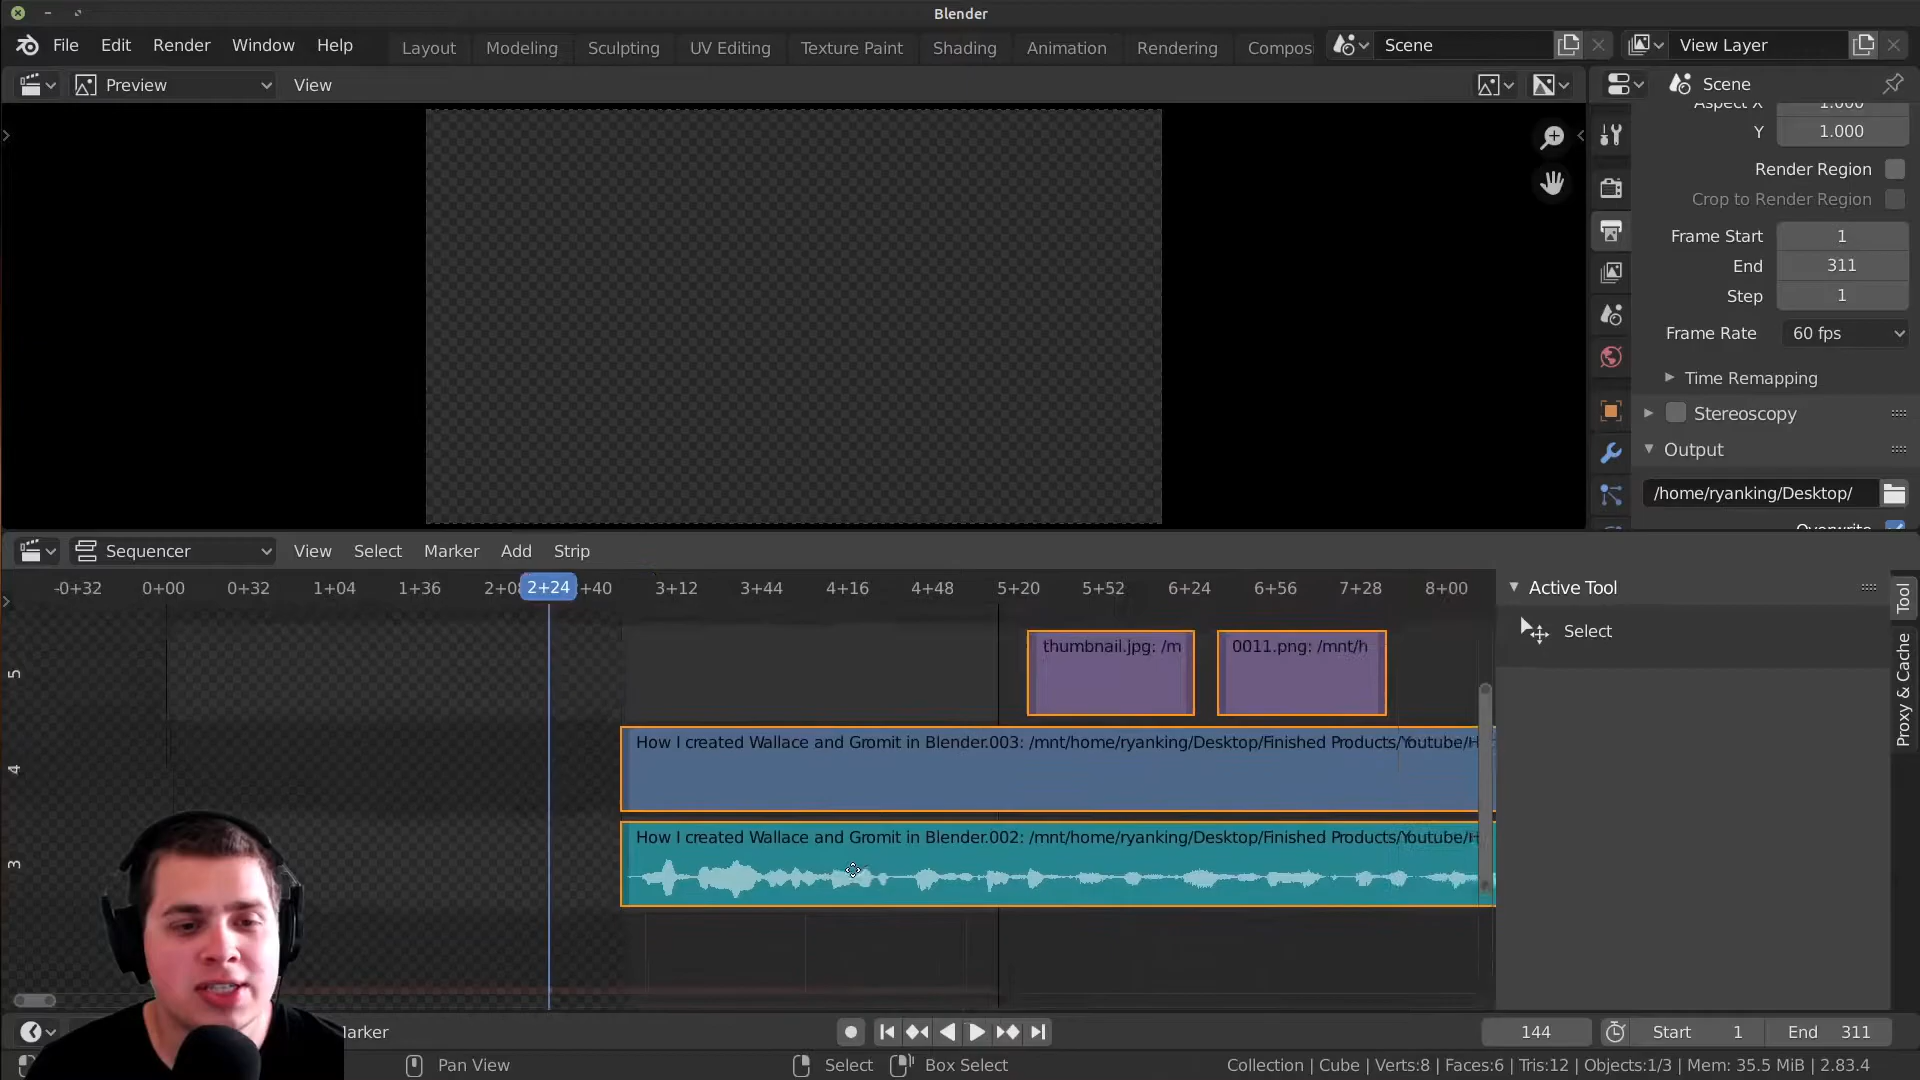 Blender
File Edit Render Window Help Layout Modeling Sculpting UV Editing Texture Paint Shading Animation Rendering Compos Scene View Layer
Preview View Scene
Aspect X 1.000
Y 1.000
Render Region
Crop to Render Region
Frame Start 1
End 311
Step 1
Frame Rate 60 fps
Time Remapping
Stereoscopy
Output
/home/ryanking/Desktop/
Overwrite
Sequencer View Select Marker Add Strip
-0+32 0+00 0+32 1+04 1+36 2+08 2+24 +40 3+12 3+44 4+16 4+48 5+20 5+52 6+24 6+56 7+28 8+00
Active Tool
Select
Tool
Proxy & Cache
5
thumbnail.jpg: /m 0011.png: /mnt/h
4
How I created Wallace and Gromit in Blender.003: /mnt/home/ryanking/Desktop/Finished Products/Youtube/H
3
How I created Wallace and Gromit in Blender.002: /mnt/home/ryanking/Desktop/Finished Products/Youtube/H
larker 144 Start 1 End 311
Pan View Select Box Select Collection | Cube | Verts:8 | Faces:6 | Tris:12 | Objects:1/3 | Mem: 35.5 MiB | 2.83.4